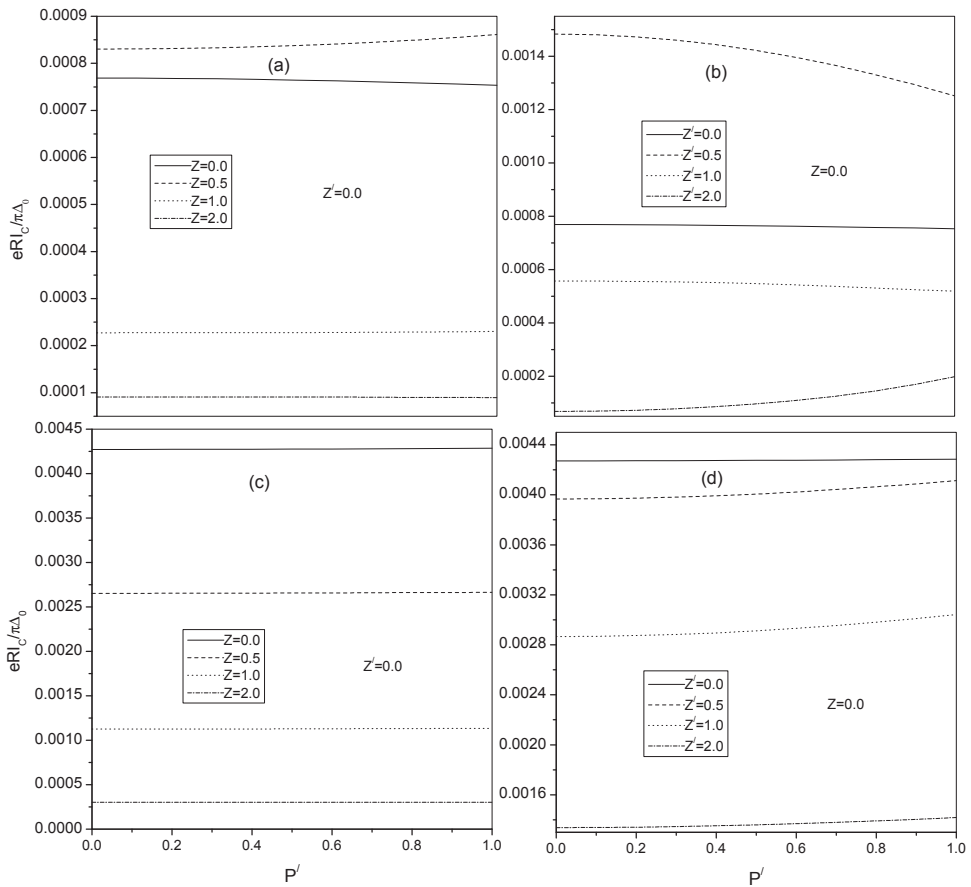 0.0009
0.0008
0.0007
0.0006
0.0005
0.0004
0.0003
0.0002
0.0001
eRI_C/πΔ_0
(a)
Z=0.0
Z=0.5
Z=1.0
Z=2.0
Z/=0.0
0.0014
0.0012
0.0010
0.0008
0.0006
0.0004
0.0002
(b)
Z/=0.0
Z/=0.5
Z/=1.0
Z/=2.0
Z=0.0
0.0045
0.0040
0.0035
0.0030
0.0025
0.0020
0.0015
0.0010
0.0005
0.0000
eRI_C/πΔ_0
(c)
Z=0.0
Z=0.5
Z=1.0
Z=2.0
Z/=0.0
0.0 0.2 0.4 0.6 0.8 1.0
P/
0.0044
0.0040
0.0036
0.0032
0.0028
0.0024
0.0020
0.0016
(d)
Z/=0.0
Z/=0.5
Z/=1.0
Z/=2.0
Z=0.0
0.0 0.2 0.4 0.6 0.8 1.0
P/